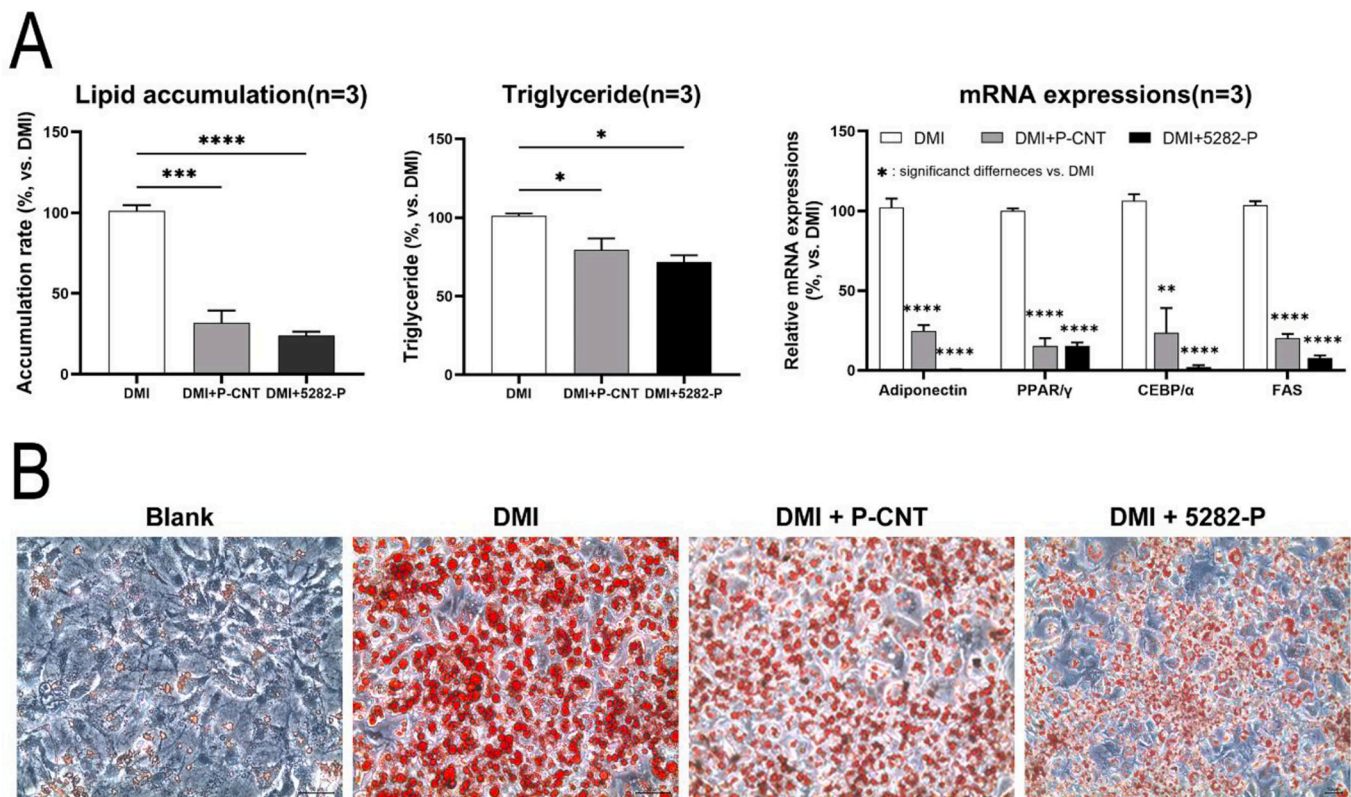 A
Lipid accumulation(n=3)
Accumulation rate (%, vs. DMI)
150
100
50
0
****
***
DMI
DMI+P-CNT
DMI+5282-P
Triglyceride(n=3)
Triglyceride (%, vs. DMI)
150
100
50
0
*
*
DMI
DMI+P-CNT
DMI+5282-P
mRNA expressions(n=3)
Relative mRNA expressions
(%, vs. DMI)
150
100
50
0
DMI
DMI+P-CNT
DMI+5282-P
* : significanct differneces vs. DMI
**** **** **** **** ** **** **** ****
Adiponectin
PPAR/γ
CEBP/α
FAS
B
Blank
DMI
DMI + P-CNT
DMI + 5282-P